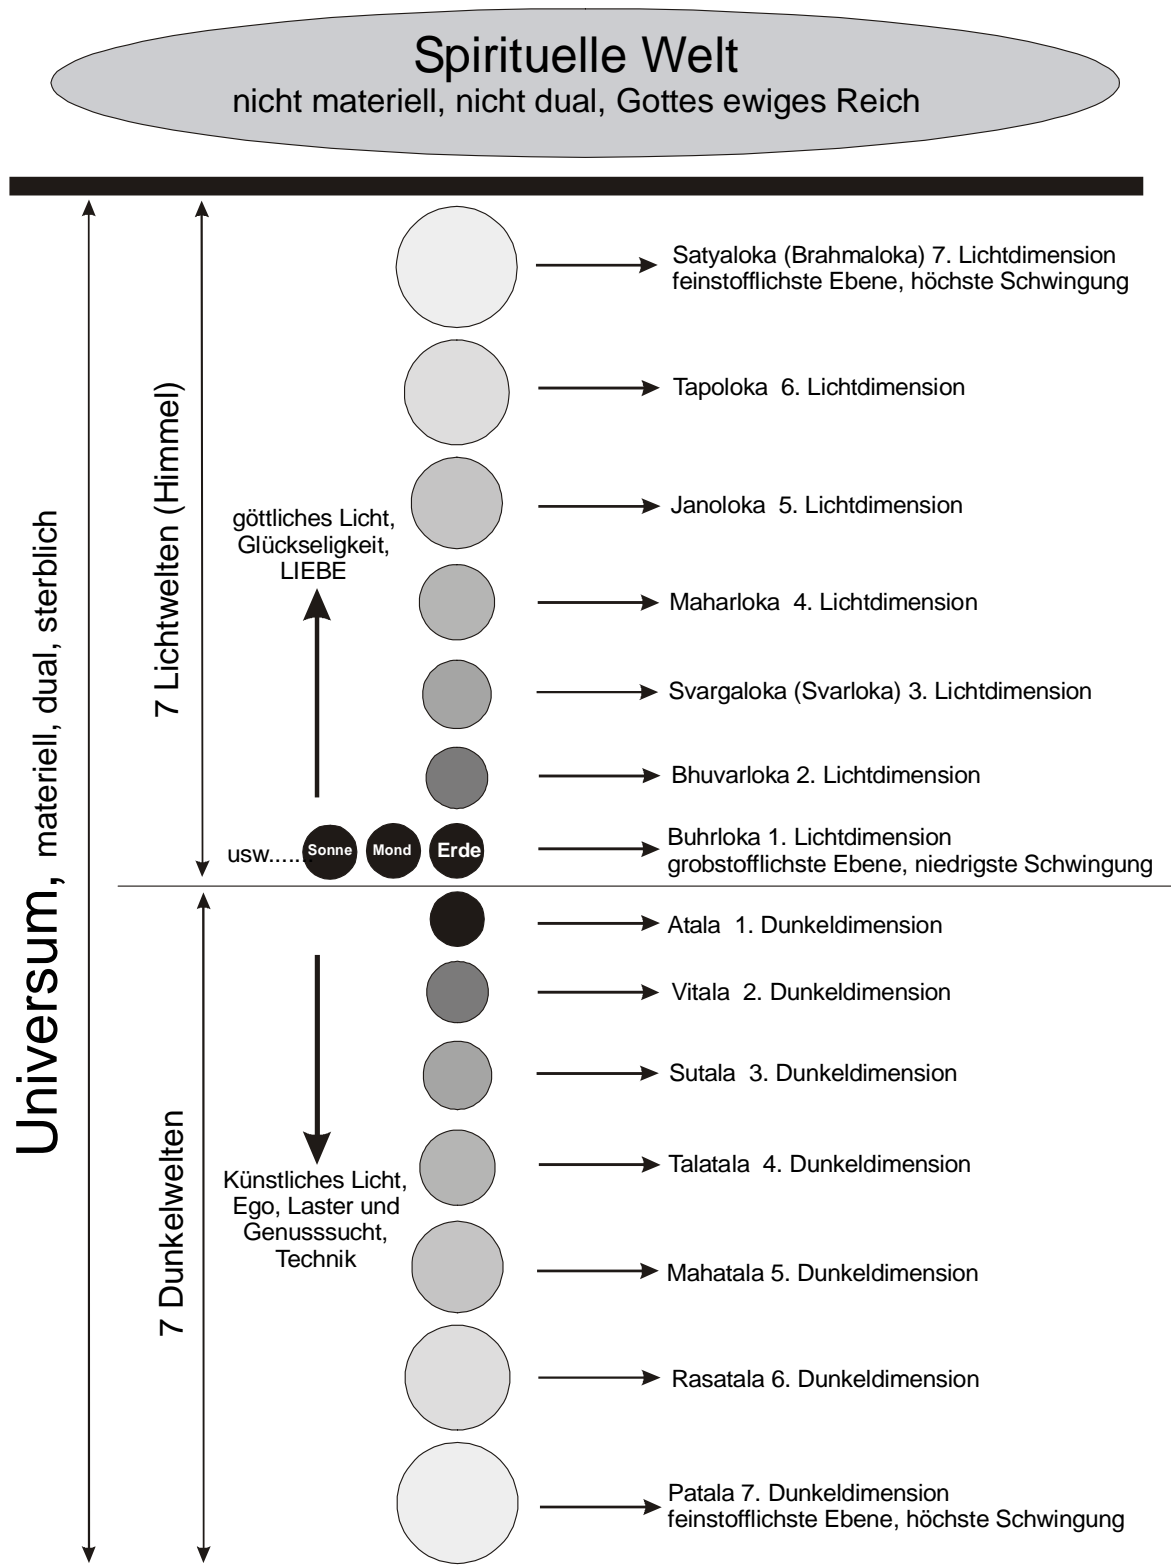 Spirituelle Welt
nicht materiell, nicht dual, Gottes ewiges Reich
Universum, materiell, dual, sterblich
7 Lichtwelten (Himmel)
göttliches Licht,
Glückseligkeit,
LIEBE
Satyaloka (Brahmaloka) 7. Lichtdimension
feinstofflichste Ebene, höchste Schwingung
Tapoloka 6. Lichtdimension
Janoloka 5. Lichtdimension
Maharloka 4. Lichtdimension
Svargaloka (Svarloka) 3. Lichtdimension
Bhuvarloka 2. Lichtdimension
usw....... Sonne Mond Erde
Buhrloka 1. Lichtdimension
grobstofflichste Ebene, niedrigste Schwingung
7 Dunkelwelten
Künstliches Licht,
Ego, Laster und
Genusssucht,
Technik
Atala 1. Dunkeldimension
Vitala 2. Dunkeldimension
Sutala 3. Dunkeldimension
Talatala 4. Dunkeldimension
Mahatala 5. Dunkeldimension
Rasatala 6. Dunkeldimension
Patala 7. Dunkeldimension
feinstofflichste Ebene, höchste Schwingung